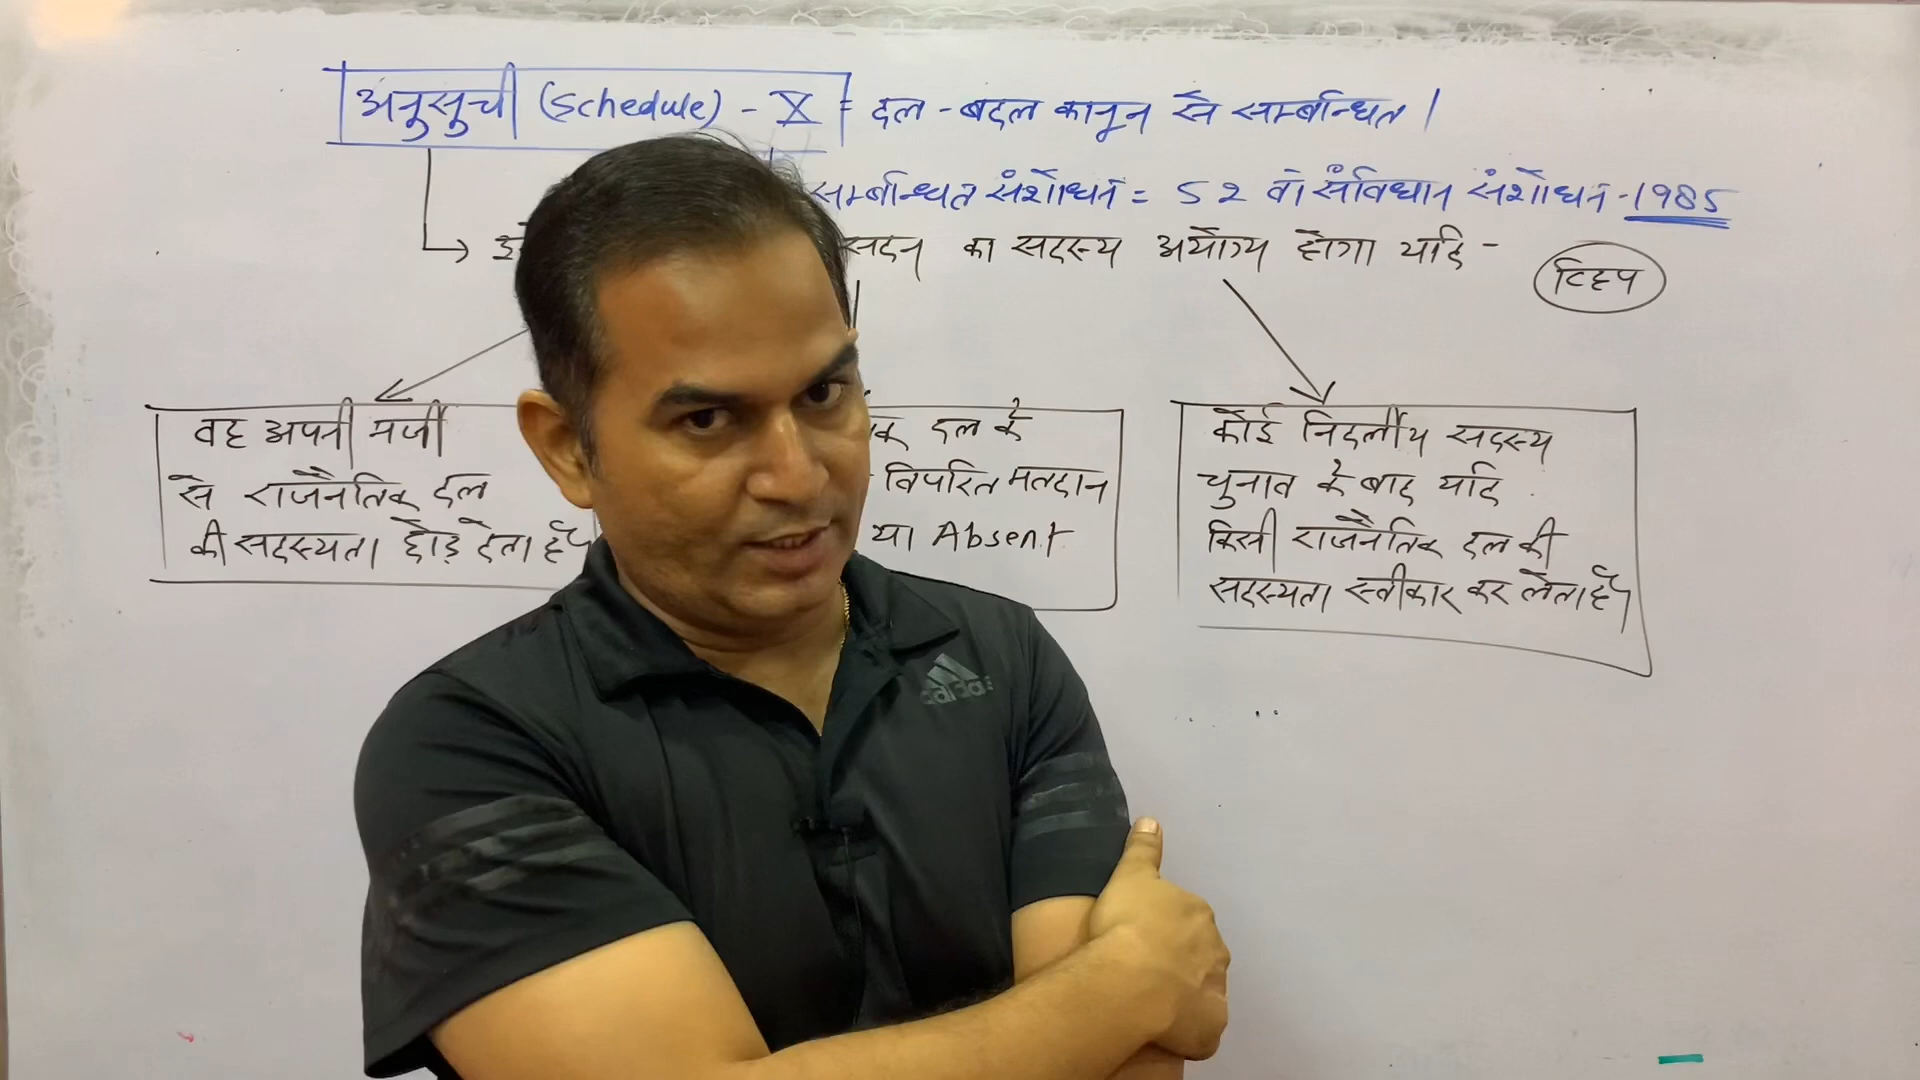 अनुसुची (Schedule) - X = दल - बदल कानून से सम्बन्धित ।
सम्बन्धित संशोधन = 52 वां संविधान संशोधन - 1985
सदन का सदस्य अयोग्य होगा यदि -
व्हिप
वह अपनी मर्जी
से राजनैतिक दल
की सदस्यता छोड़ देता है
दल के
विपरित मतदान
या Absent
कोई निर्दलीय सदस्य
चुनाव के बाद यदि
किसी राजनैतिक दल की
सदस्यता स्वीकार कर लेता है
adidas